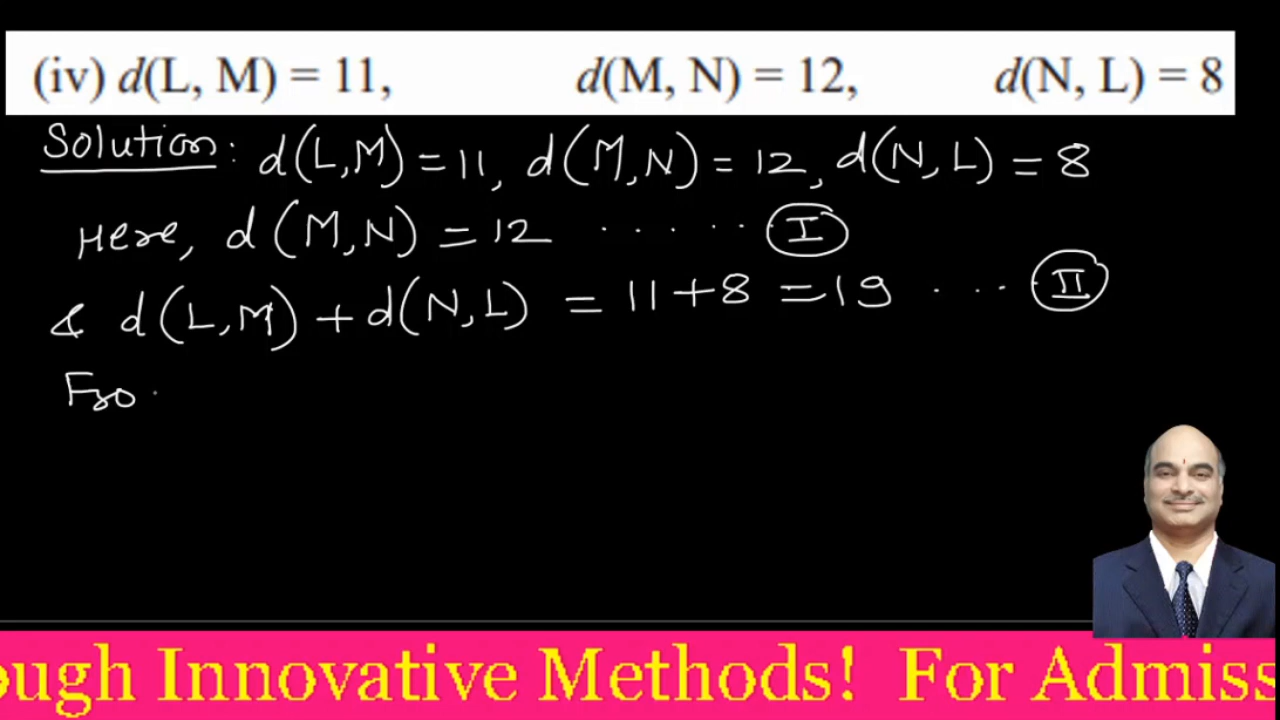 (iv) d(L, M) = 11, d(M, N) = 12, d(N, L) = 8
Solution: d(L,M) = 11, d(M,N) = 12, d(N,L) = 8
Here, d(M,N) = 12 ..... I
& d(L,M) + d(N,L) = 11+8 = 19 .... II
Fro
ough Innovative Methods! For Admiss